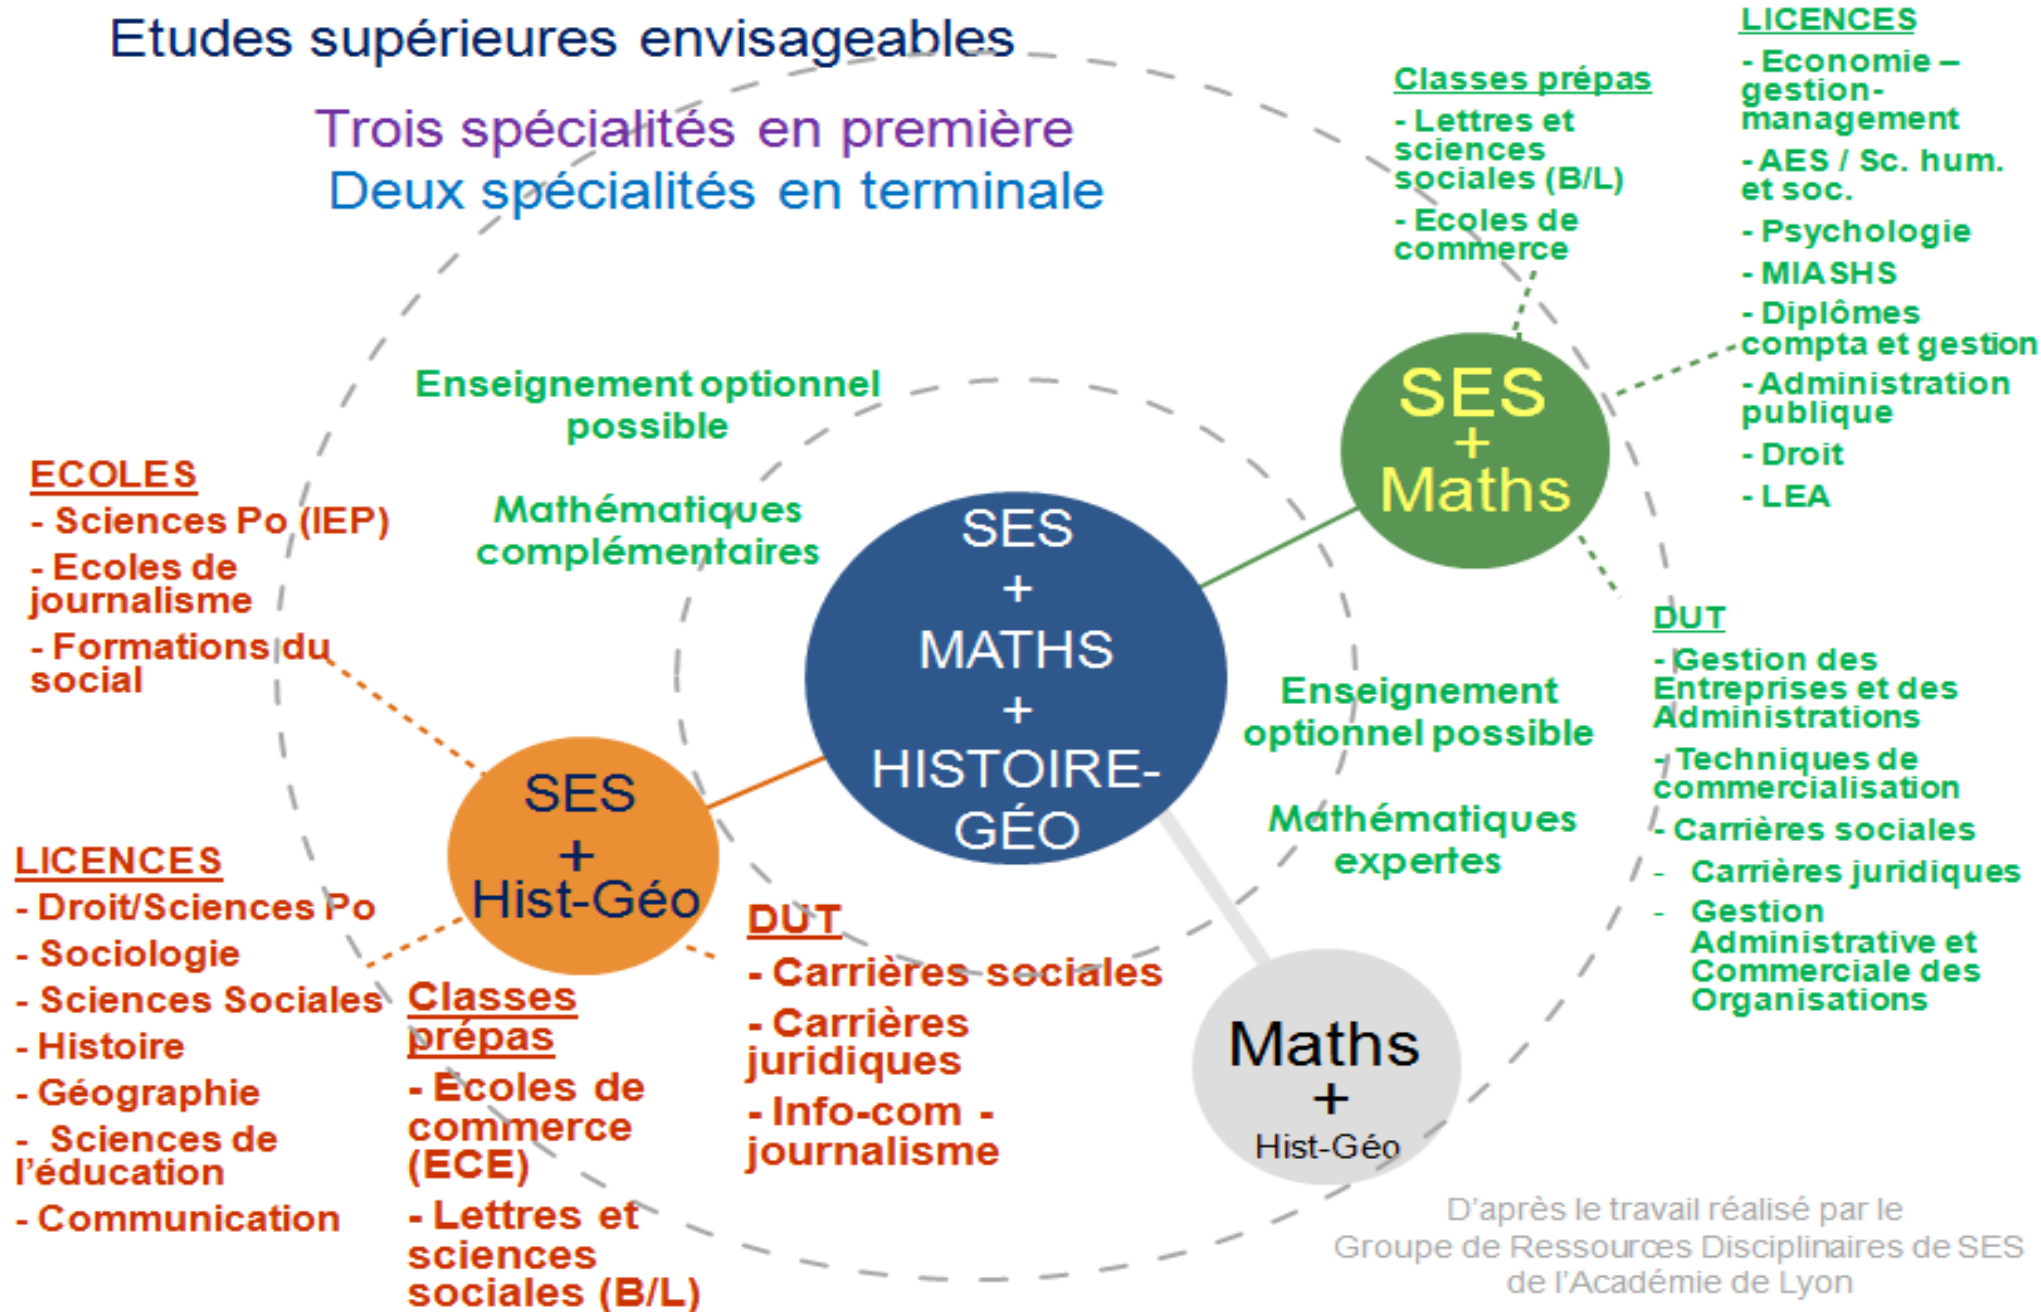 Etudes supérieures envisageables
Trois spécialités en première
Deux spécialités en terminale
Classes prépas
- Lettres et
sciences
sociales (B/L)
- Ecoles de
commerce
LICENCES
- Economie –
gestion-
management
- AES / Sc. hum.
et soc.
- Psychologie
- MIASHS
- Diplômes
compta et gestion
- Administration
publique
- Droit
- LEA
SES
+
Maths
Enseignement optionnel
possible
Mathématiques
complémentaires
ECOLES
- Sciences Po (IEP)
- Ecoles de
journalisme
- Formations du
social
SES
+
MATHS
+
HISTOIRE-
GÉO
DUT
- Gestion des
Entreprises et des
Administrations
- Techniques de
commercialisation
- Carrières sociales
- Carrières juridiques
- Gestion
Administrative et
Commerciale des
Organisations
Enseignement
optionnel possible
Mathématiques
expertes
SES
+
Hist-Géo
LICENCES
- Droit/Sciences Po
- Sociologie
- Sciences Sociales
- Histoire
- Géographie
- Sciences de
l'éducation
- Communication
Classes
prépas
- Ecoles de
commerce
(ECE)
- Lettres et
sciences
sociales (B/L)
DUT
- Carrières sociales
- Carrières
juridiques
- Info-com -
journalisme
Maths
+
Hist-Géo
D'après le travail réalisé par le
Groupe de Ressources Disciplinaires de SES
de l'Académie de Lyon